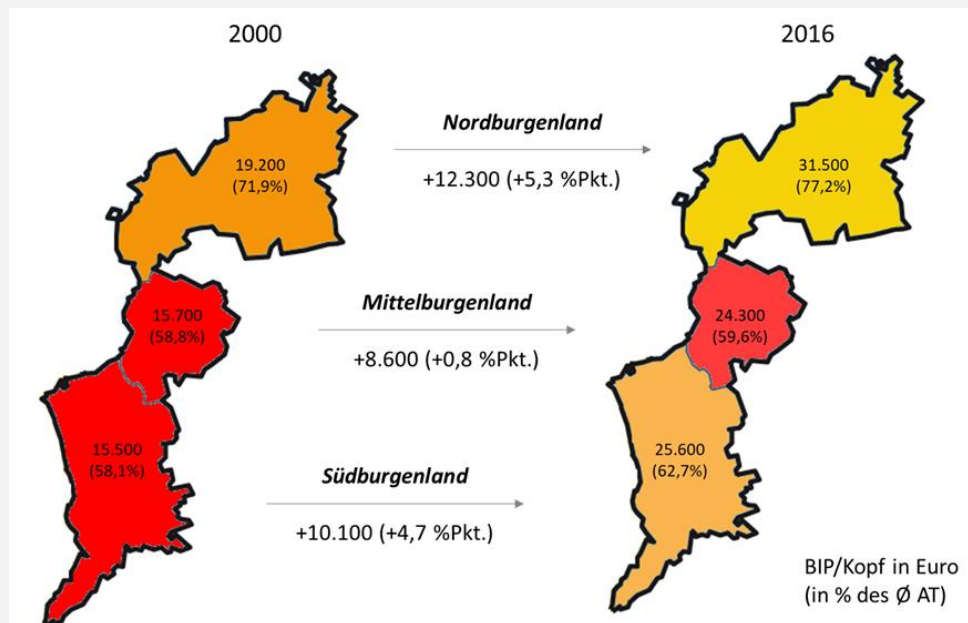 2000
2016
Nordburgenland
19.200
(71,9%)
+12.300 (+5,3 %Pkt.)
31.500
(77,2%)
Mittelburgenland
15.700
(58,8%)
+8.600 (+0,8 %Pkt.)
24.300
(59,6%)
15.500
(58,1%)
Südburgenland
+10.100 (+4,7 %Pkt.)
25.600
(62,7%)
BIP/Kopf in Euro
(in % des Ø AT)